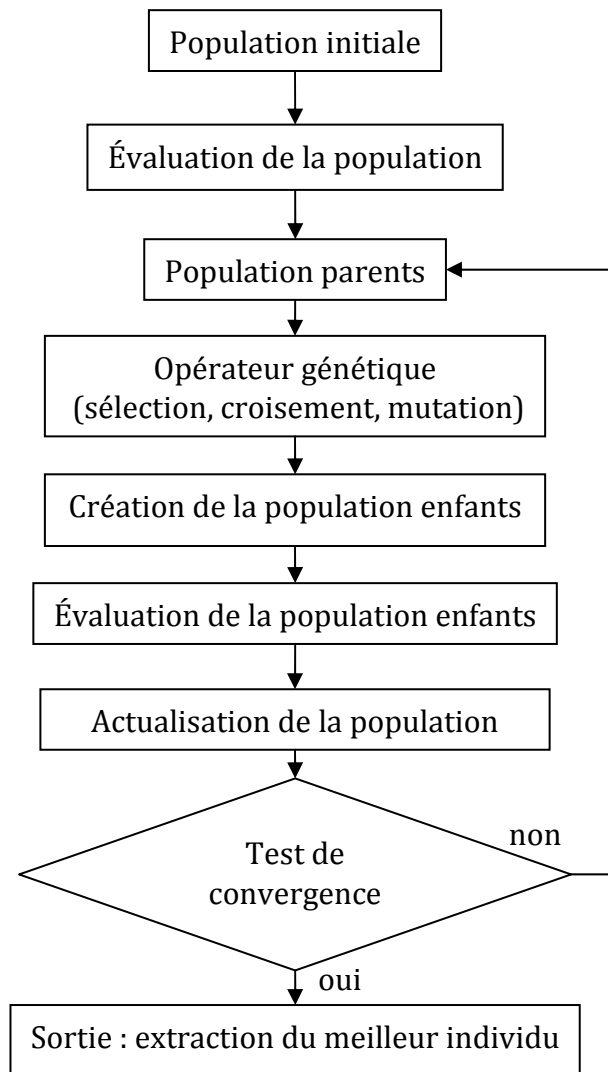 Population initiale
Évaluation de la population
Population parents
Opérateur génétique
(sélection, croisement, mutation)
Création de la population enfants
Évaluation de la population enfants
Actualisation de la population
Test de
convergence
non
oui
Sortie : extraction du meilleur individu